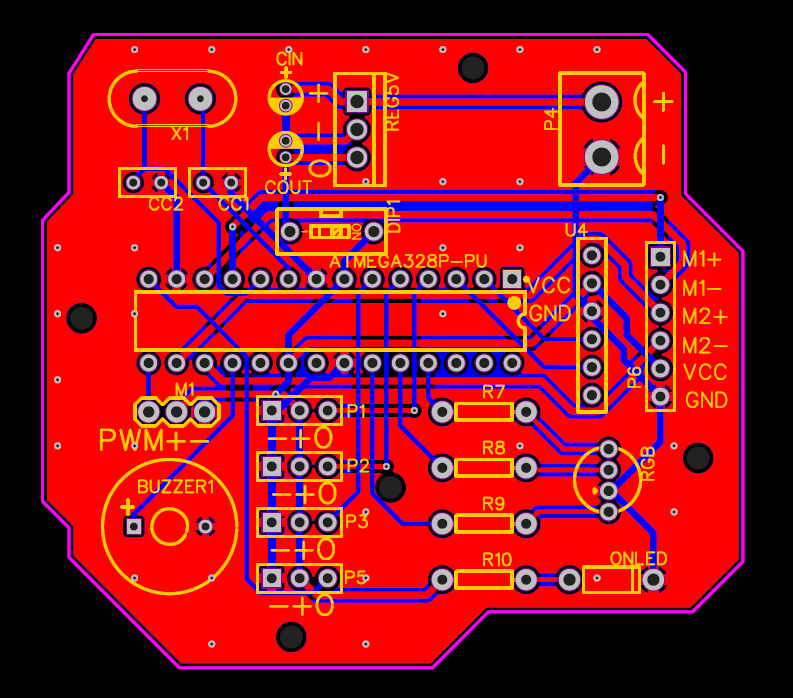 CIN
+
+
REG5V
P4
+
X1
-
-
O
COUT
+
CC2
CC1
DIP1
ON
U4
ATMEGA328P-PU
M1+
VCC
M1-
GND
M2+
M2-
P6
VCC
M1
R7
GND
P1
PWM+-
-+O
R8
RGB
P2
BUZZER1
-+O
+
R9
P3
-+O
R10
ONLED
P5
-+O